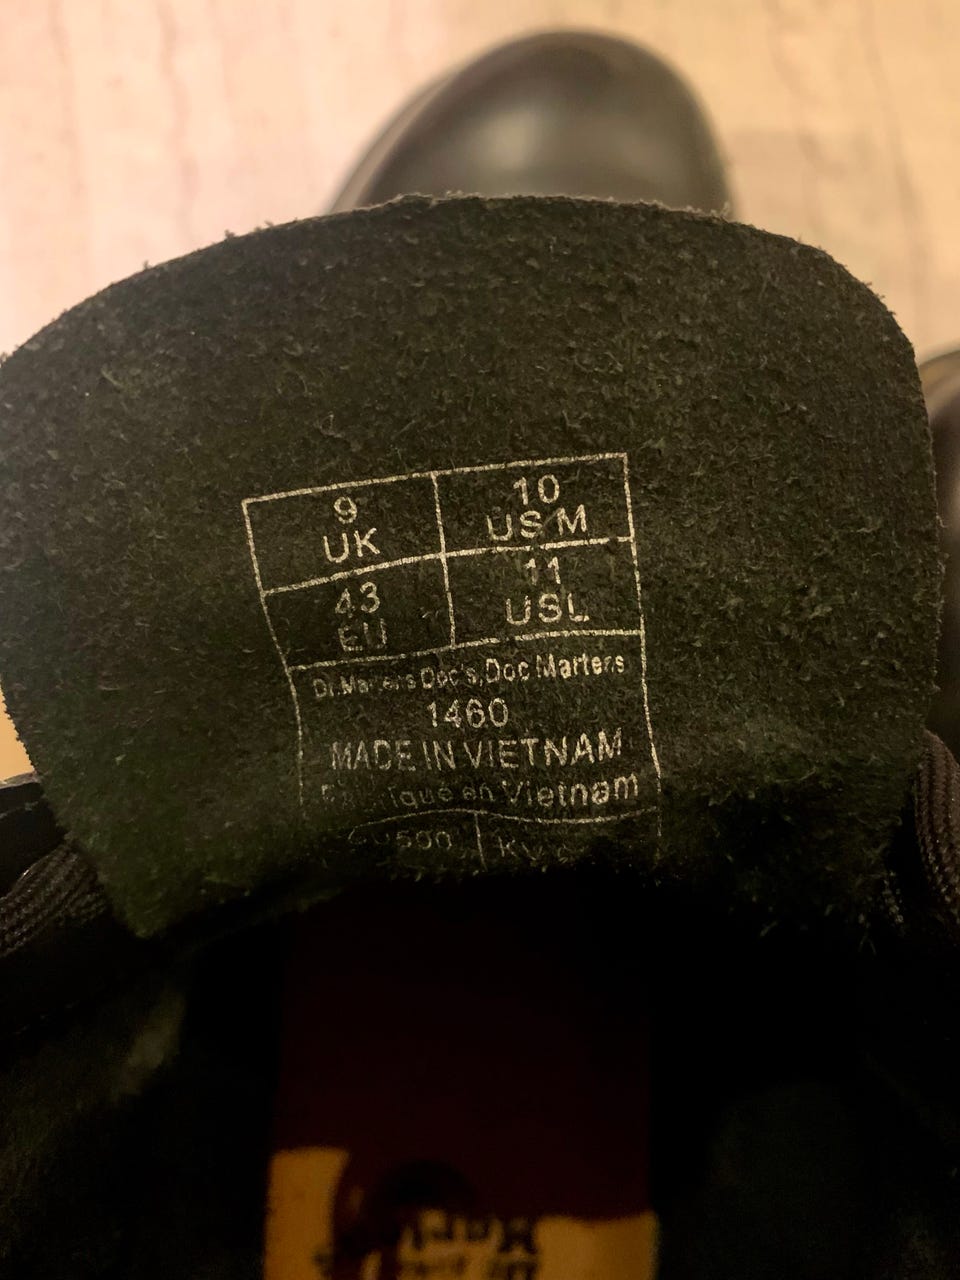 9
UK
10
US M
43
EU
11
USL
Dr.Martens Doc's, Doc Martens
1460
MADE IN VIETNAM
Fabriqué en Vietnam